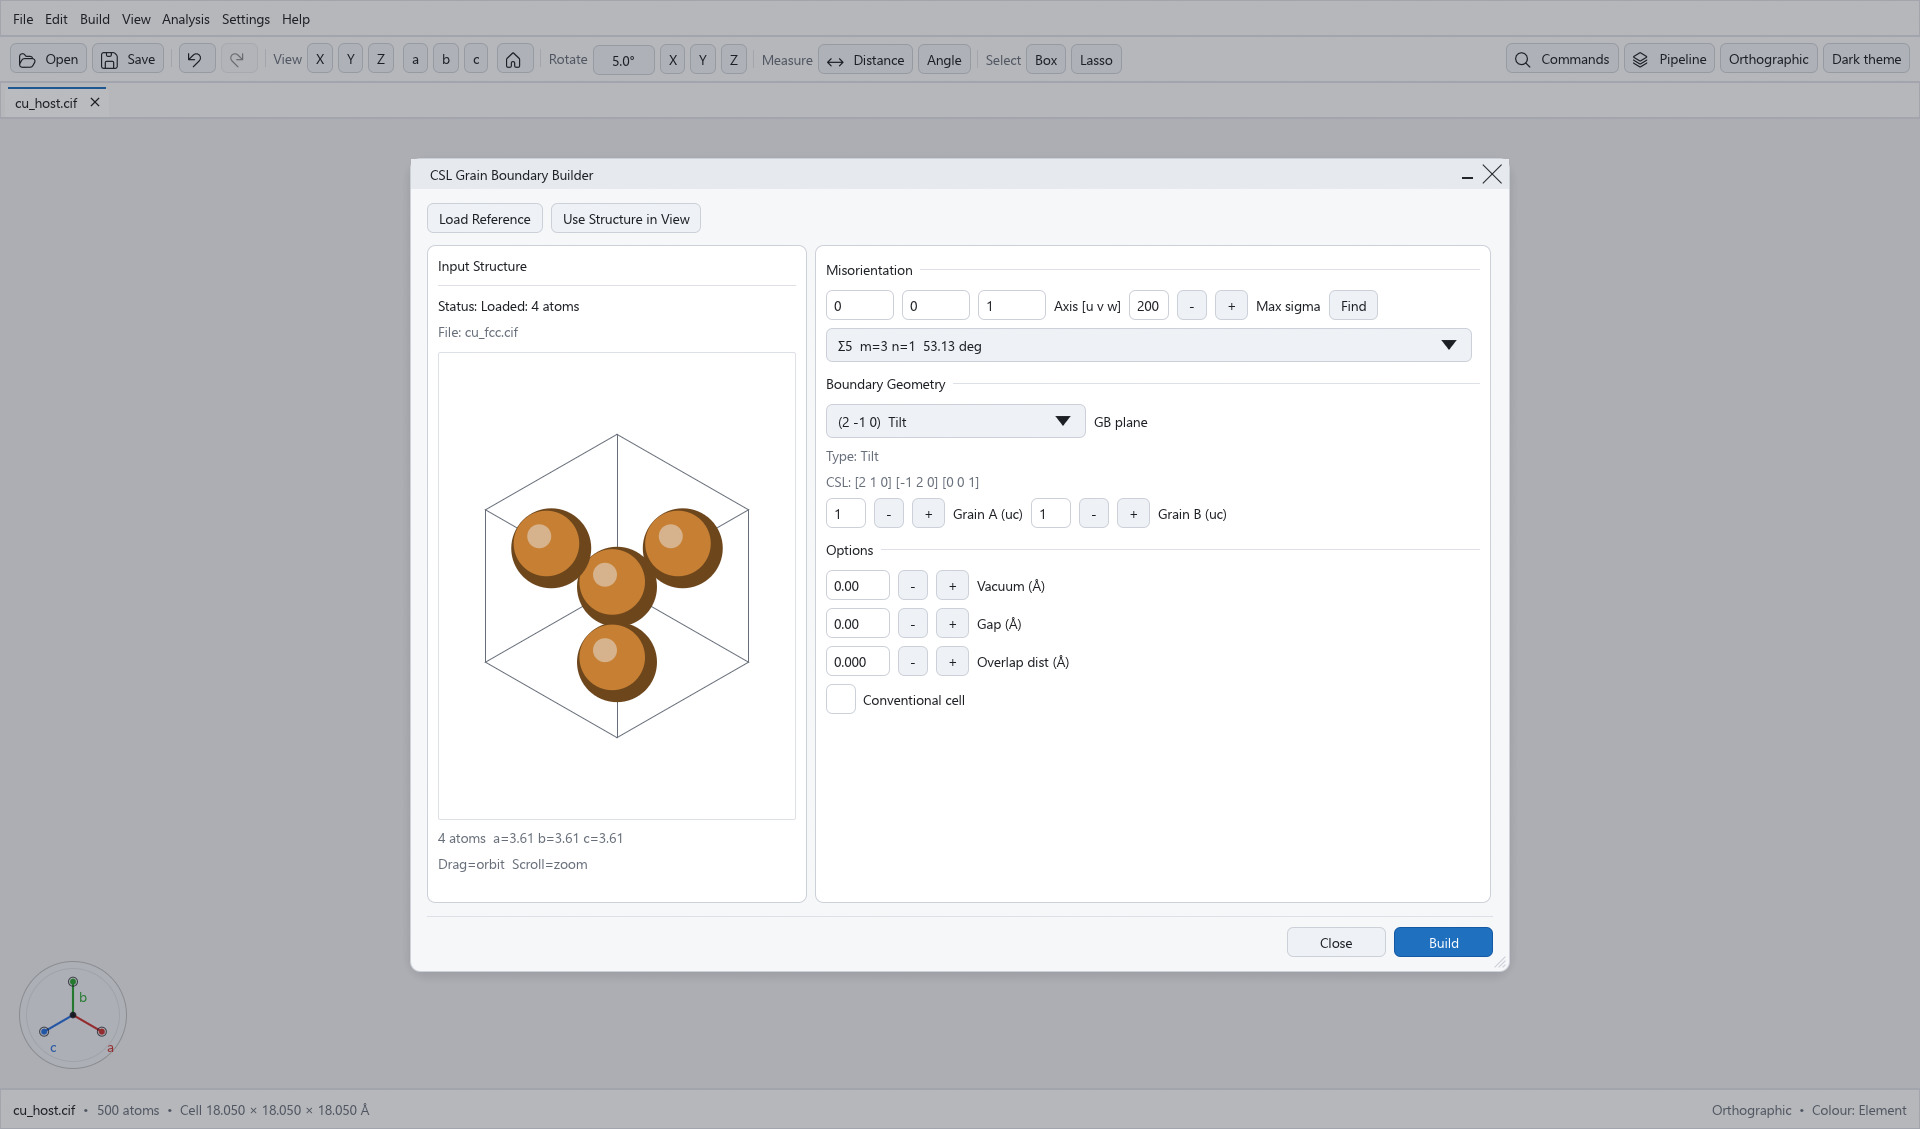 File Edit Build View Analysis Settings Help
Open Save View X Y Z a b c Rotate 5.0° X Y Z Measure Distance Angle Select Box Lasso Commands Pipeline Orthographic Dark theme
cu_host.cif
CSL Grain Boundary Builder
Load Reference Use Structure in View
Input Structure
Status: Loaded: 4 atoms
File: cu_fcc.cif
4 atoms a=3.61 b=3.61 c=3.61
Drag=orbit Scroll=zoom
Misorientation
0 0 1 Axis [u v w] 200 - + Max sigma Find
Σ5 m=3 n=1 53.13 deg
Boundary Geometry
(2 -1 0) Tilt GB plane
Type: Tilt
CSL: [2 1 0] [-1 2 0] [0 0 1]
1 - + Grain A (uc) 1 - + Grain B (uc)
Options
0.00 - + Vacuum (Å)
0.00 - + Gap (Å)
0.000 - + Overlap dist (Å)
Conventional cell
Close Build
b
c a
cu_host.cif • 500 atoms • Cell 18.050 × 18.050 × 18.050 Å Orthographic • Colour: Element